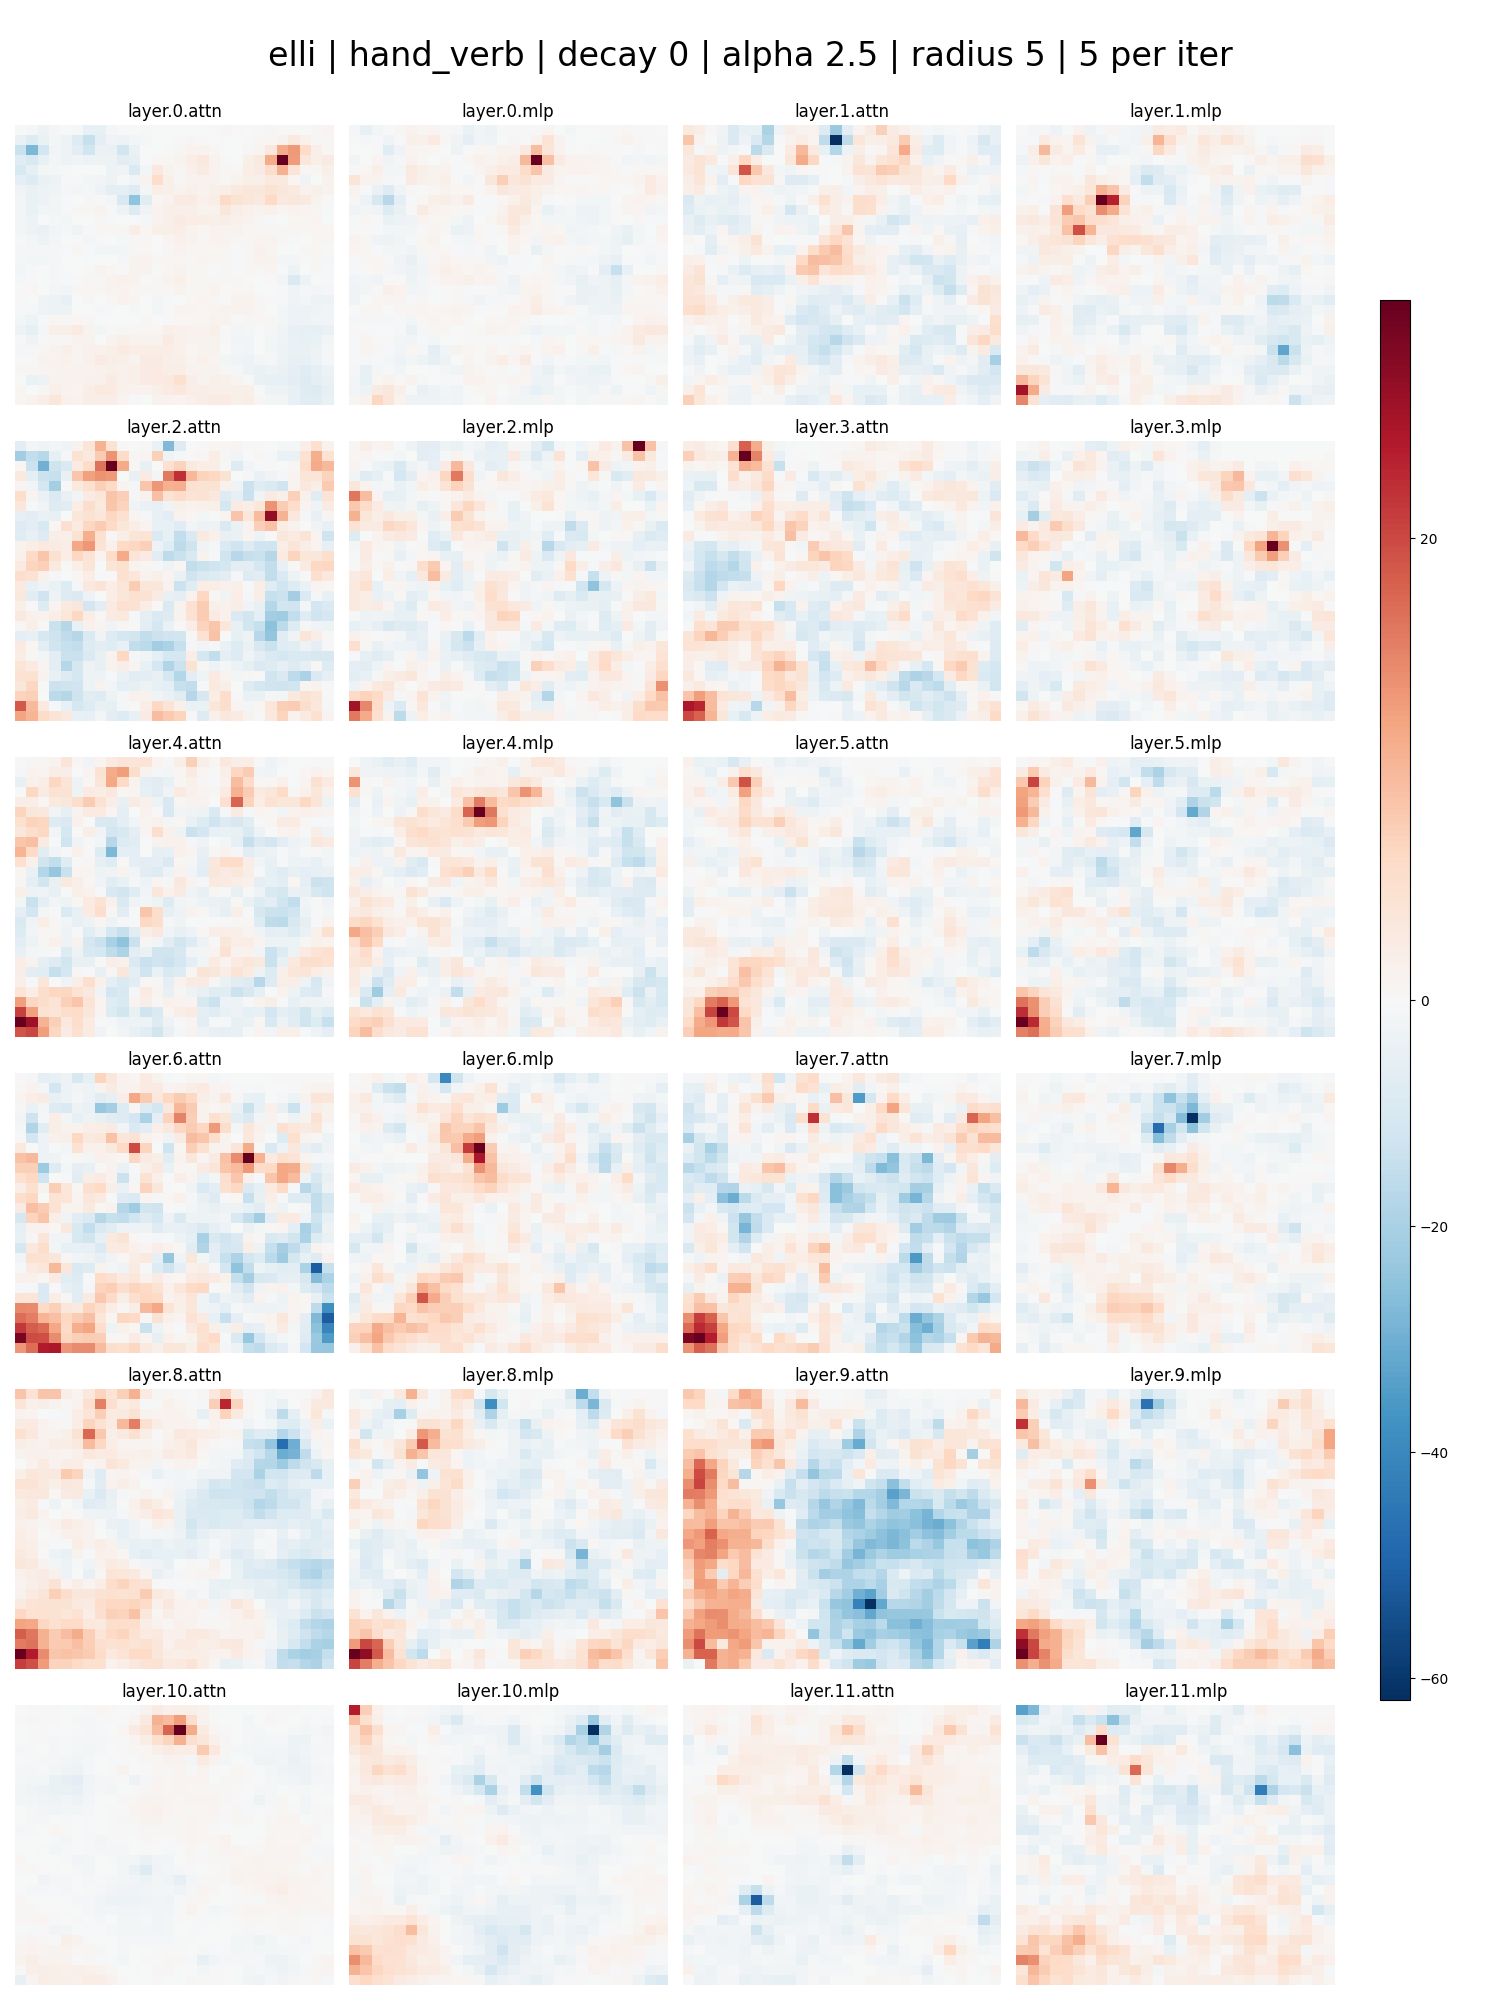 elli | hand_verb | decay 0 | alpha 2.5 | radius 5 | 5 per iter
layer.0.attn
layer.0.mlp
layer.1.attn
layer.1.mlp
layer.2.attn
layer.2.mlp
layer.3.attn
layer.3.mlp
layer.4.attn
layer.4.mlp
layer.5.attn
layer.5.mlp
layer.6.attn
layer.6.mlp
layer.7.attn
layer.7.mlp
layer.8.attn
layer.8.mlp
layer.9.attn
layer.9.mlp
layer.10.attn
layer.10.mlp
layer.11.attn
layer.11.mlp
20
0
−20
−40
−60